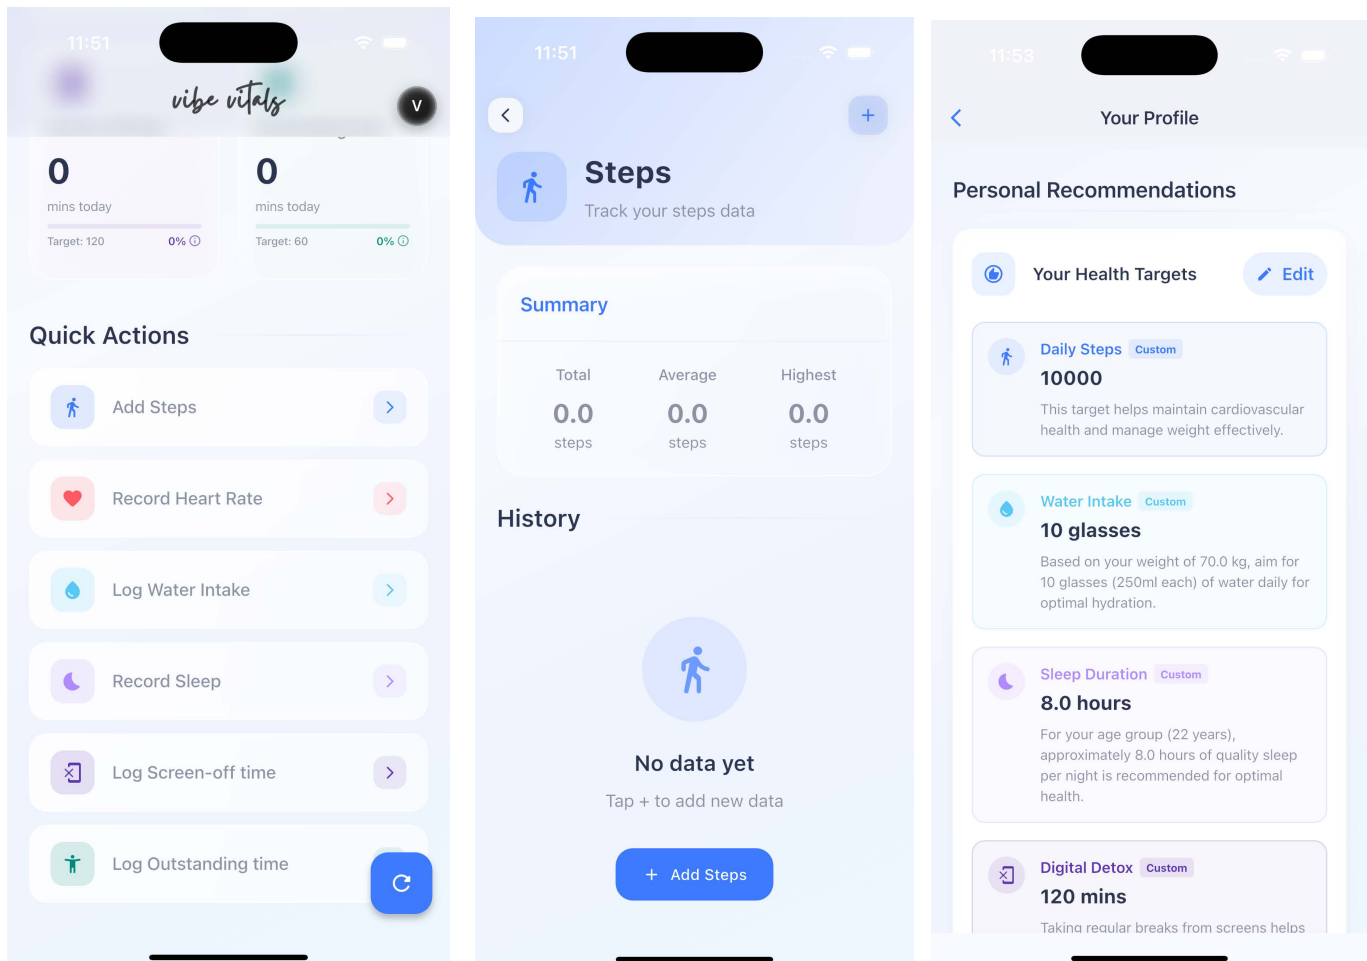 11:51
vibe vitals
V
0
mins today
Target: 120 0%
0
mins today
Target: 60 0%
Quick Actions
Add Steps
Record Heart Rate
Log Water Intake
Record Sleep
Log Screen-off time
Log Outstanding time
11:51
Steps
Track your steps data
Summary
Total Average Highest
0.0 0.0 0.0
steps steps steps
History
No data yet
Tap + to add new data
+ Add Steps
11:53
Your Profile
Personal Recommendations
Your Health Targets
Edit
Daily Steps Custom
10000
This target helps maintain cardiovascular
health and manage weight effectively.
Water Intake Custom
10 glasses
Based on your weight of 70.0 kg, aim for
10 glasses (250ml each) of water daily for
optimal hydration.
Sleep Duration Custom
8.0 hours
For your age group (22 years),
approximately 8.0 hours of quality sleep
per night is recommended for optimal
health.
Digital Detox Custom
120 mins
Taking regular breaks from screens helps